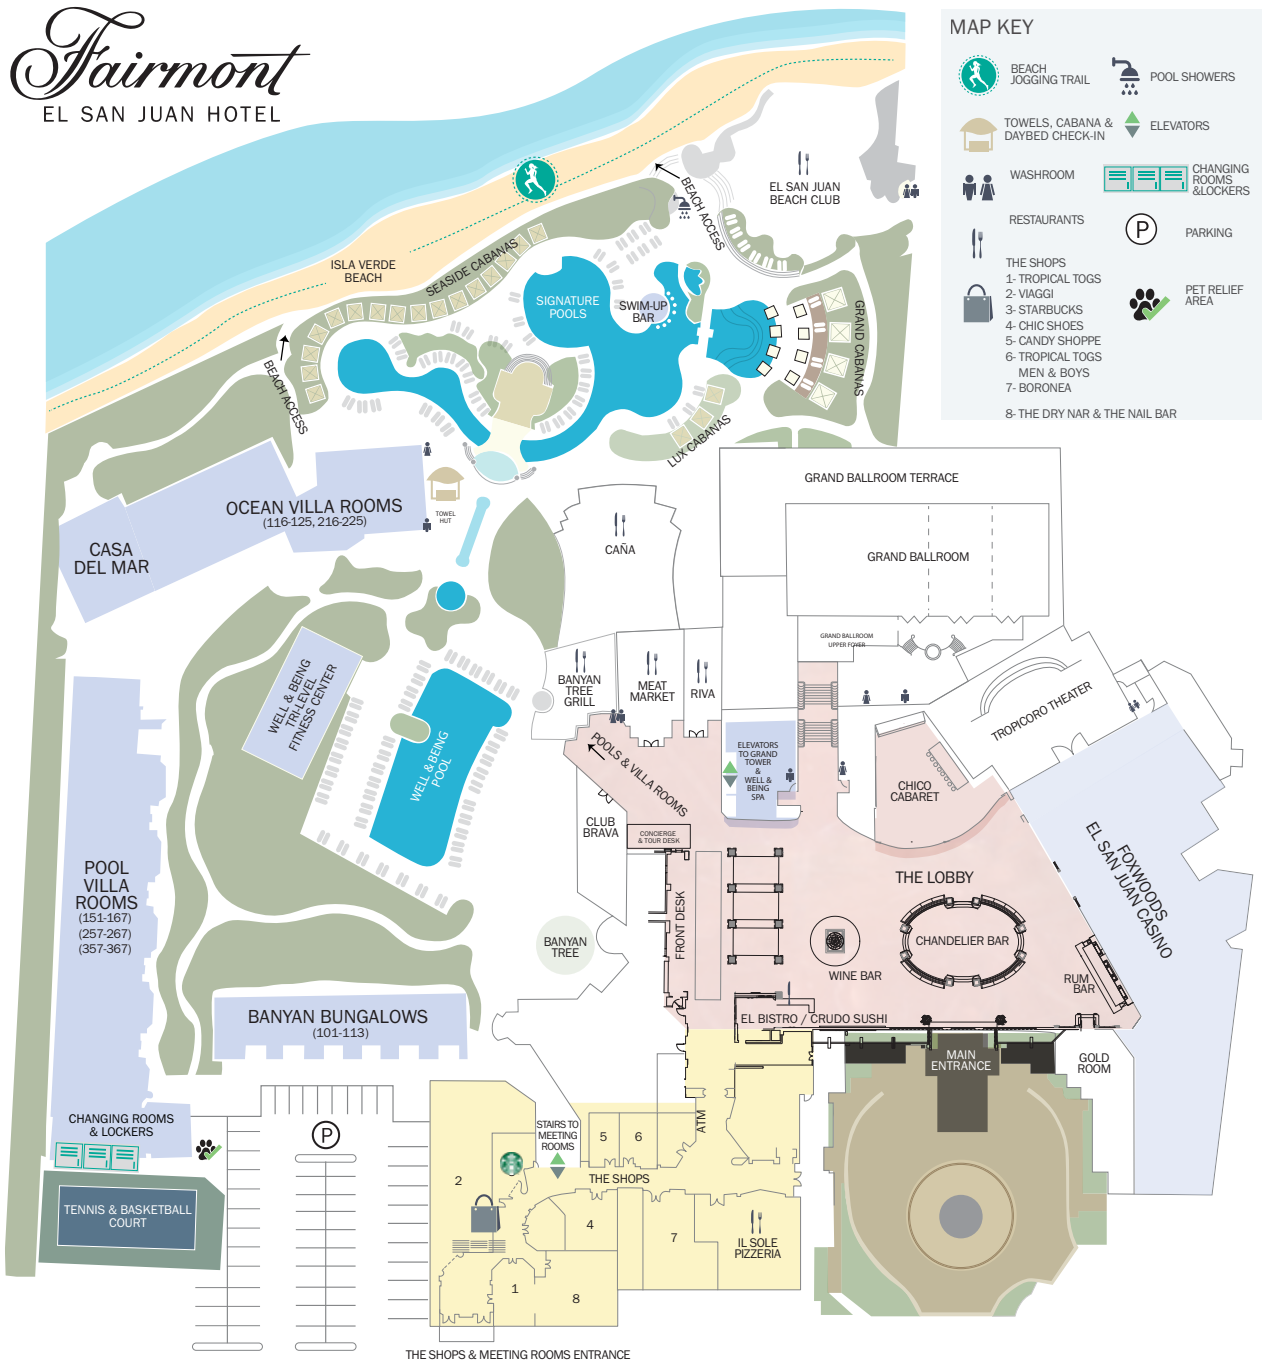 Fairmont
EL SAN JUAN HOTEL
MAP KEY
BEACH
JOGGING TRAIL
POOL SHOWERS
TOWELS, CABANA &
DAYBED CHECK-IN
ELEVATORS
WASHROOM
CHANGING
ROOMS
&LOCKERS
RESTAURANTS
P
PARKING
THE SHOPS
1- TROPICAL TOGS
2- VIAGGI
3- STARBUCKS
4- CHIC SHOES
5- CANDY SHOPPE
6- TROPICAL TOGS
MEN & BOYS
7- BORONEA
8- THE DRY NAR & THE NAIL BAR
PET RELIEF
AREA
EL SAN JUAN
BEACH CLUB
BEACH ACCESS
ISLA VERDE
BEACH
SEASIDE CABANAS
SIGNATURE
POOLS
SWIM-UP
BAR
GRAND CABANAS
LUX CABANAS
BEACH ACCESS
OCEAN VILLA ROOMS
(116-125, 216-225)
CASA
DEL MAR
TOWEL
HUT
CAÑA
GRAND BALLROOM TERRACE
GRAND BALLROOM
GRAND BALLROOM
UPPER FOYER
BANYAN
TREE
GRILL
MEAT
MARKET
RIVA
TROPICORO THEATER
WELL & BEING
TRI-LEVEL
FITNESS CENTER
WELL & BEING
POOL
POOLS & VILLA ROOMS
ELEVATORS
TO GRAND
TOWER
&
WELL &
BEING
SPA
CHICO
CABARET
CLUB
BRAVA
CONCIERGE
& TOUR DESK
FOXWOODS
EL SAN JUAN CASINO
THE LOBBY
POOL
VILLA
ROOMS
(151-167)
(257-267)
(357-367)
FRONT DESK
BANYAN
TREE
CHANDELIER BAR
WINE BAR
RUM
BAR
BANYAN BUNGALOWS
(101-113)
EL BISTRO / CRUDO SUSHI
MAIN
ENTRANCE
GOLD
ROOM
CHANGING ROOMS
& LOCKERS
P
STAIRS TO
MEETING
ROOMS
ATM
5
6
2
THE SHOPS
TENNIS & BASKETBALL
COURT
4
7
IL SOLE
PIZZERIA
1
8
THE SHOPS & MEETING ROOMS ENTRANCE